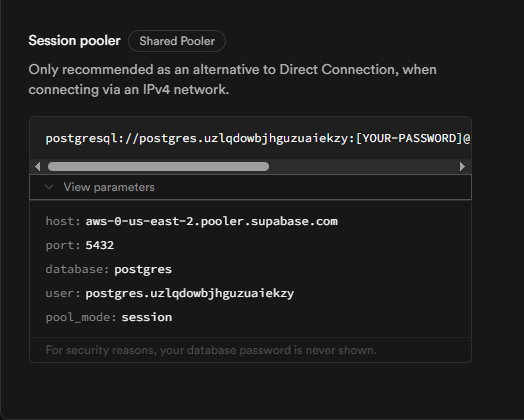 Session pooler Shared Pooler
Only recommended as an alternative to Direct Connection, when
connecting via an IPv4 network.
postgresql://postgres.uzlqdowbjhguzuaiekzy:[YOUR-PASSWORD]@
View parameters
host: aws-0-us-east-2.pooler.supabase.com
port: 5432
database: postgres
user: postgres.uzlqdowbjhguzuaiekzy
pool_mode: session
For security reasons, your database password is never shown.